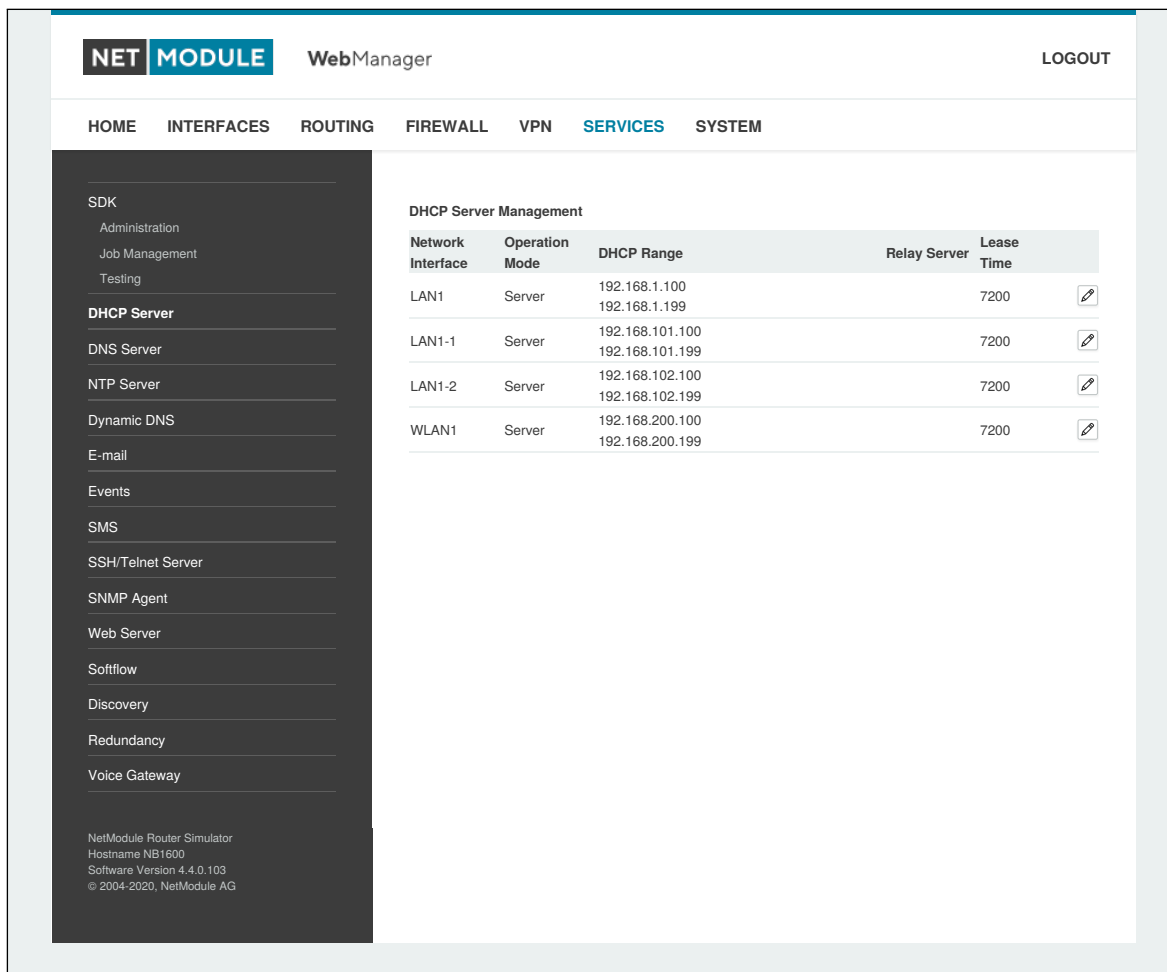 NET MODULE WebManager LOGOUT
HOME INTERFACES ROUTING FIREWALL VPN SERVICES SYSTEM
SDK
Administration
Job Management
Testing
DHCP Server
DNS Server
NTP Server
Dynamic DNS
E-mail
Events
SMS
SSH/Telnet Server
SNMP Agent
Web Server
Softflow
Discovery
Redundancy
Voice Gateway
NetModule Router Simulator
Hostname NB1600
Software Version 4.4.0.103
© 2004-2020, NetModule AG
DHCP Server Management
Network Interface Operation Mode DHCP Range Relay Server Lease Time
LAN1 Server 192.168.1.100 7200
192.168.1.199
LAN1-1 Server 192.168.101.100 7200
192.168.101.199
LAN1-2 Server 192.168.102.100 7200
192.168.102.199
WLAN1 Server 192.168.200.100 7200
192.168.200.199